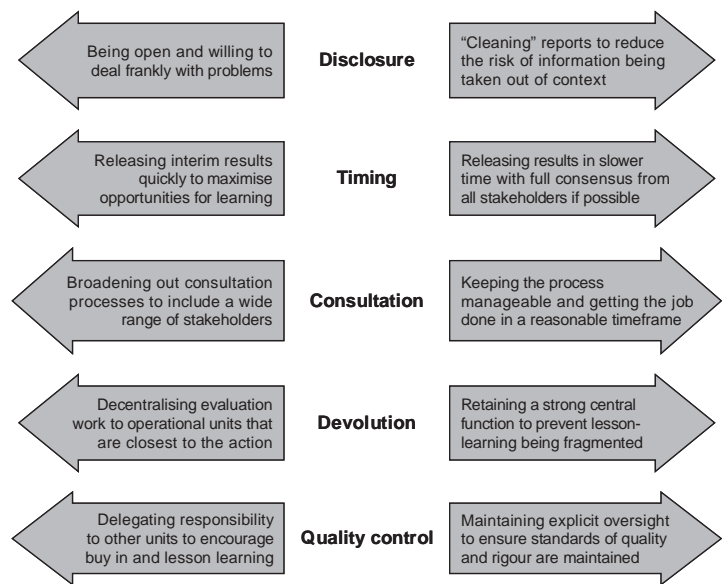 Being open and willing to
deal frankly with problems
Disclosure
“Cleaning” reports to reduce
the risk of information being
taken out of context
Releasing interim results
quickly to maximise
opportunities for learning
Timing
Releasing results in slower
time with full consensus from
all stakeholders if possible
Broadening out consultation
processes to include a wide
range of stakeholders
Consultation
Keeping the process
manageable and getting the job
done in a reasonable timeframe
Decentralising evaluation
work to operational units that
are closest to the action
Devolution
Retaining a strong central
function to prevent lesson-
learning being fragmented
Delegating responsibility
to other units to encourage
buy in and lesson learning
Quality control
Maintaining explicit oversight
to ensure standards of quality
and rigour are maintained